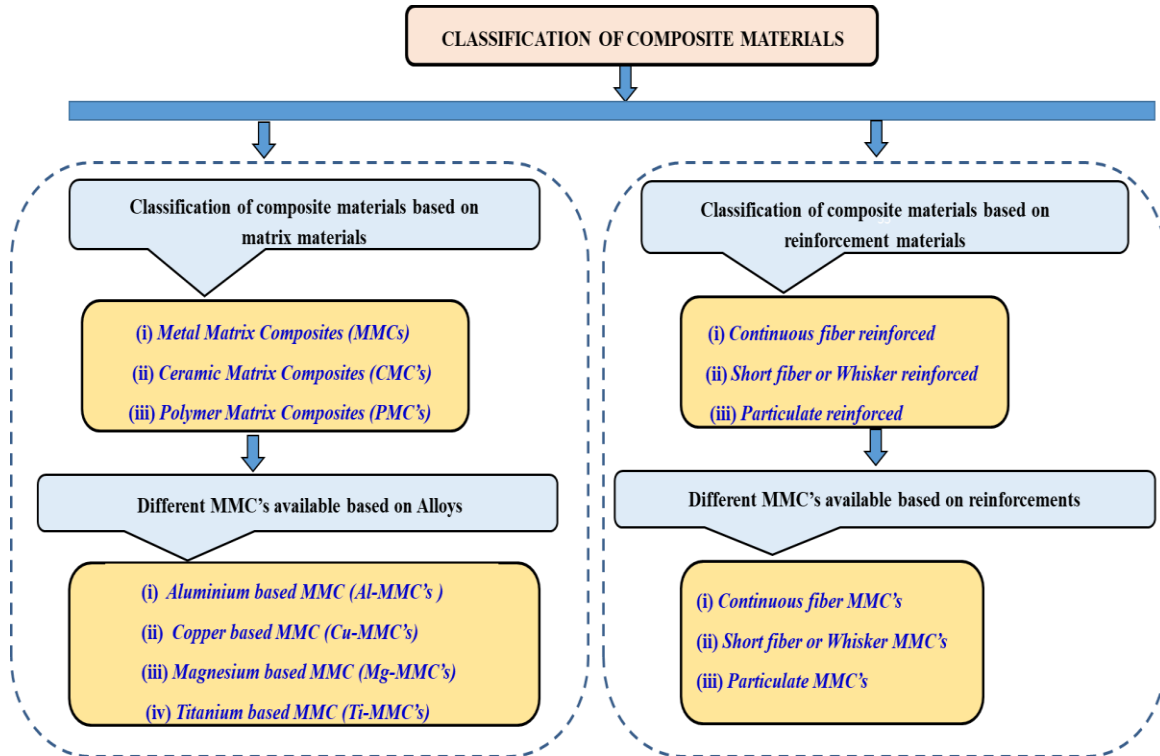 CLASSIFICATION OF COMPOSITE MATERIALS
Classification of composite materials based on
matrix materials
(i) Metal Matrix Composites (MMCs)
(ii) Ceramic Matrix Composites (CMC's)
(iii) Polymer Matrix Composites (PMC's)
Different MMC's available based on Alloys
(i) Aluminium based MMC (Al-MMC's )
(ii) Copper based MMC (Cu-MMC's)
(iii) Magnesium based MMC (Mg-MMC's)
(iv) Titanium based MMC (Ti-MMC's)
Classification of composite materials based on
reinforcement materials
(i) Continuous fiber reinforced
(ii) Short fiber or Whisker reinforced
(iii) Particulate reinforced
Different MMC's available based on reinforcements
(i) Continuous fiber MMC's
(ii) Short fiber or Whisker MMC's
(iii) Particulate MMC's